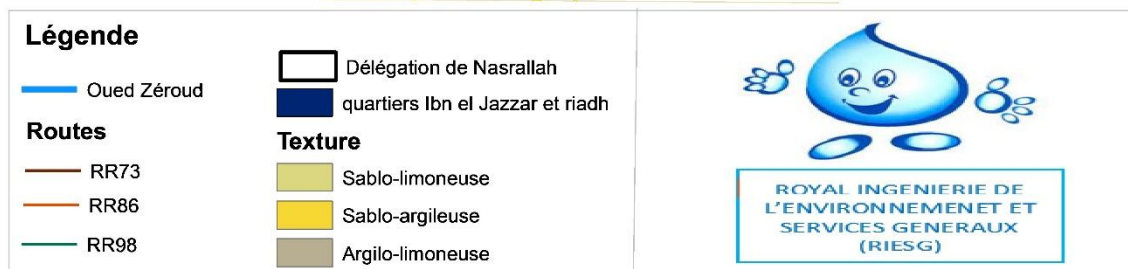 Légende
Oued Zéroud
Routes
RR73
RR86
RR98
Délégation de Nasrallah
quartiers Ibn el Jazzar et riadh
Texture
Sablo-limoneuse
Sablo-argileuse
Argilo-limoneuse
ROYAL INGENIERIE DE
L'ENVIRONNEMENET ET
SERVICES GENERAUX
(RIESG)